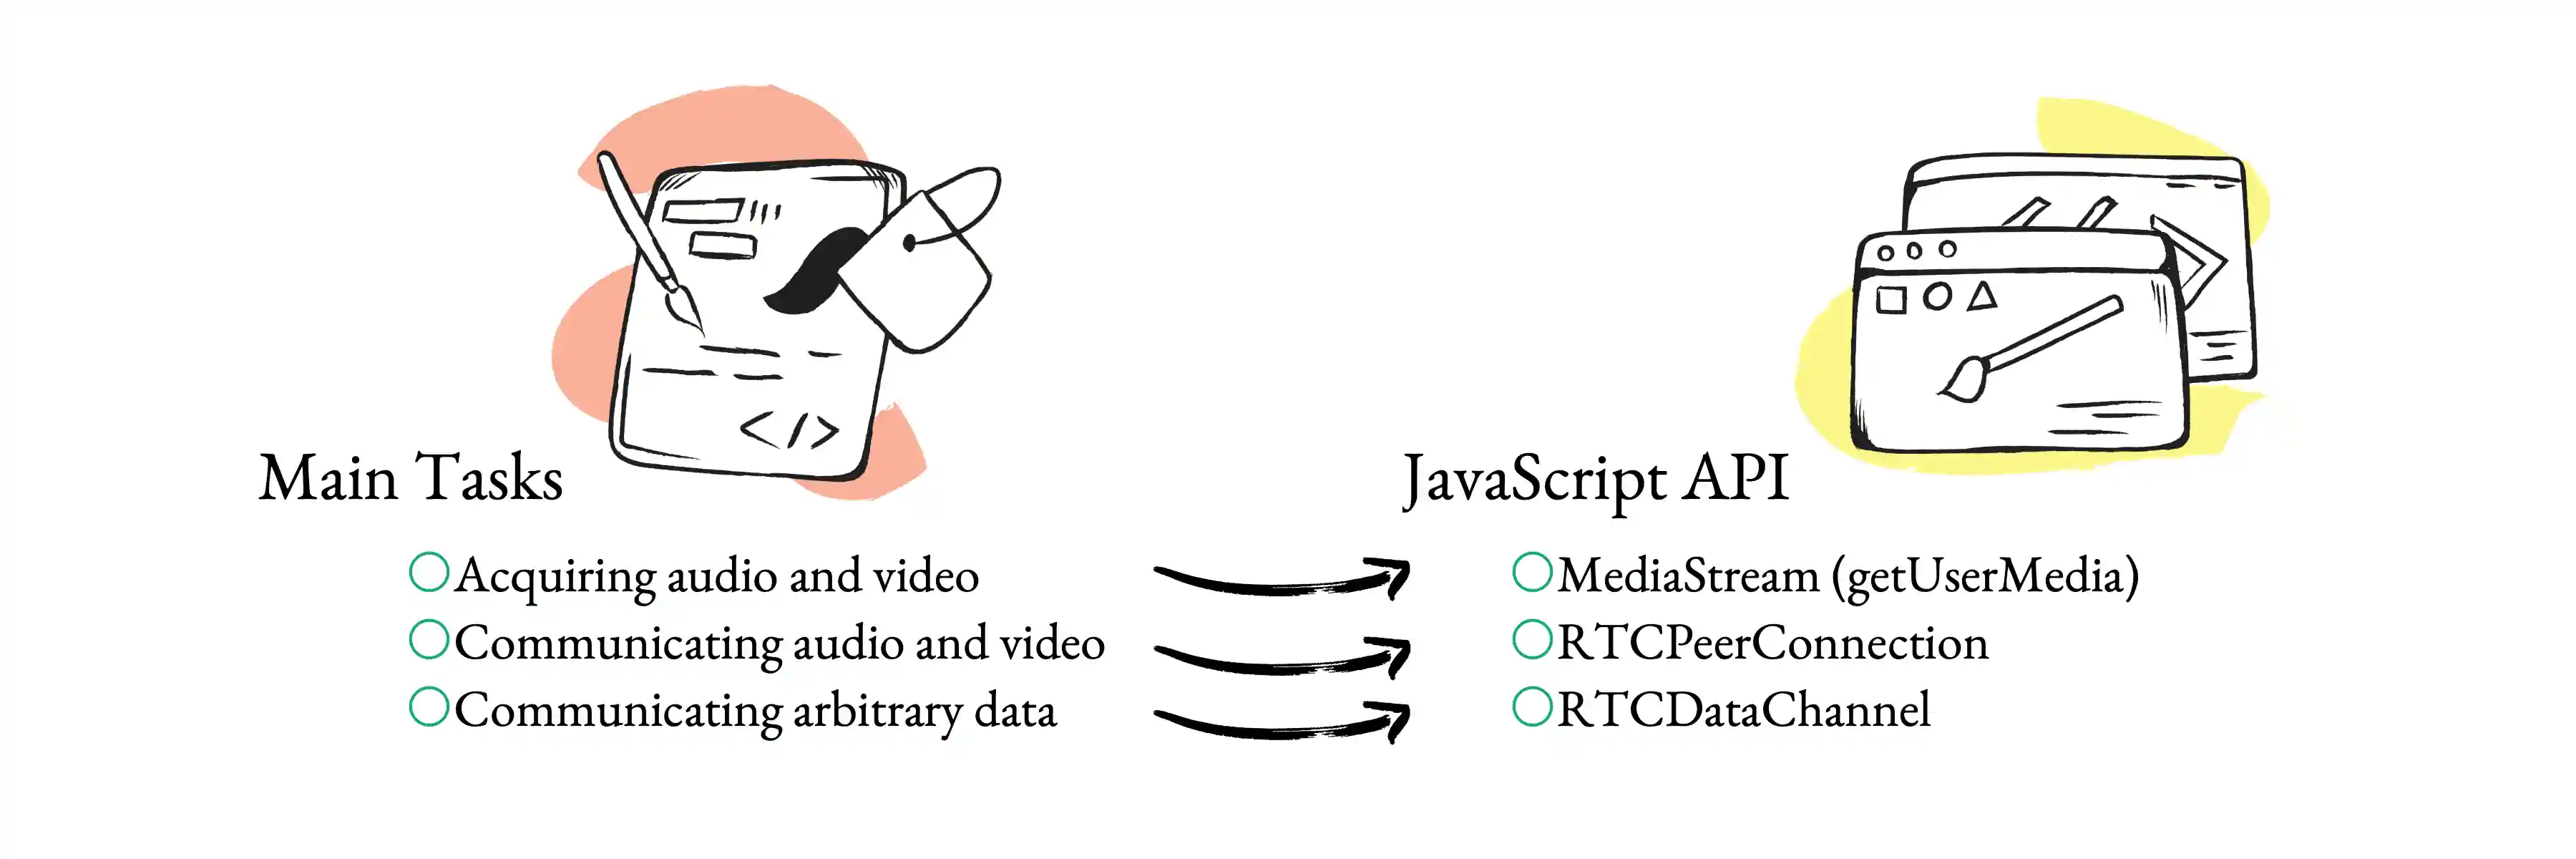 Main Tasks
Acquiring audio and video
Communicating audio and video
Communicating arbitrary data
</>
JavaScript API
MediaStream (getUserMedia)
RTCPeerConnection
RTCDataChannel